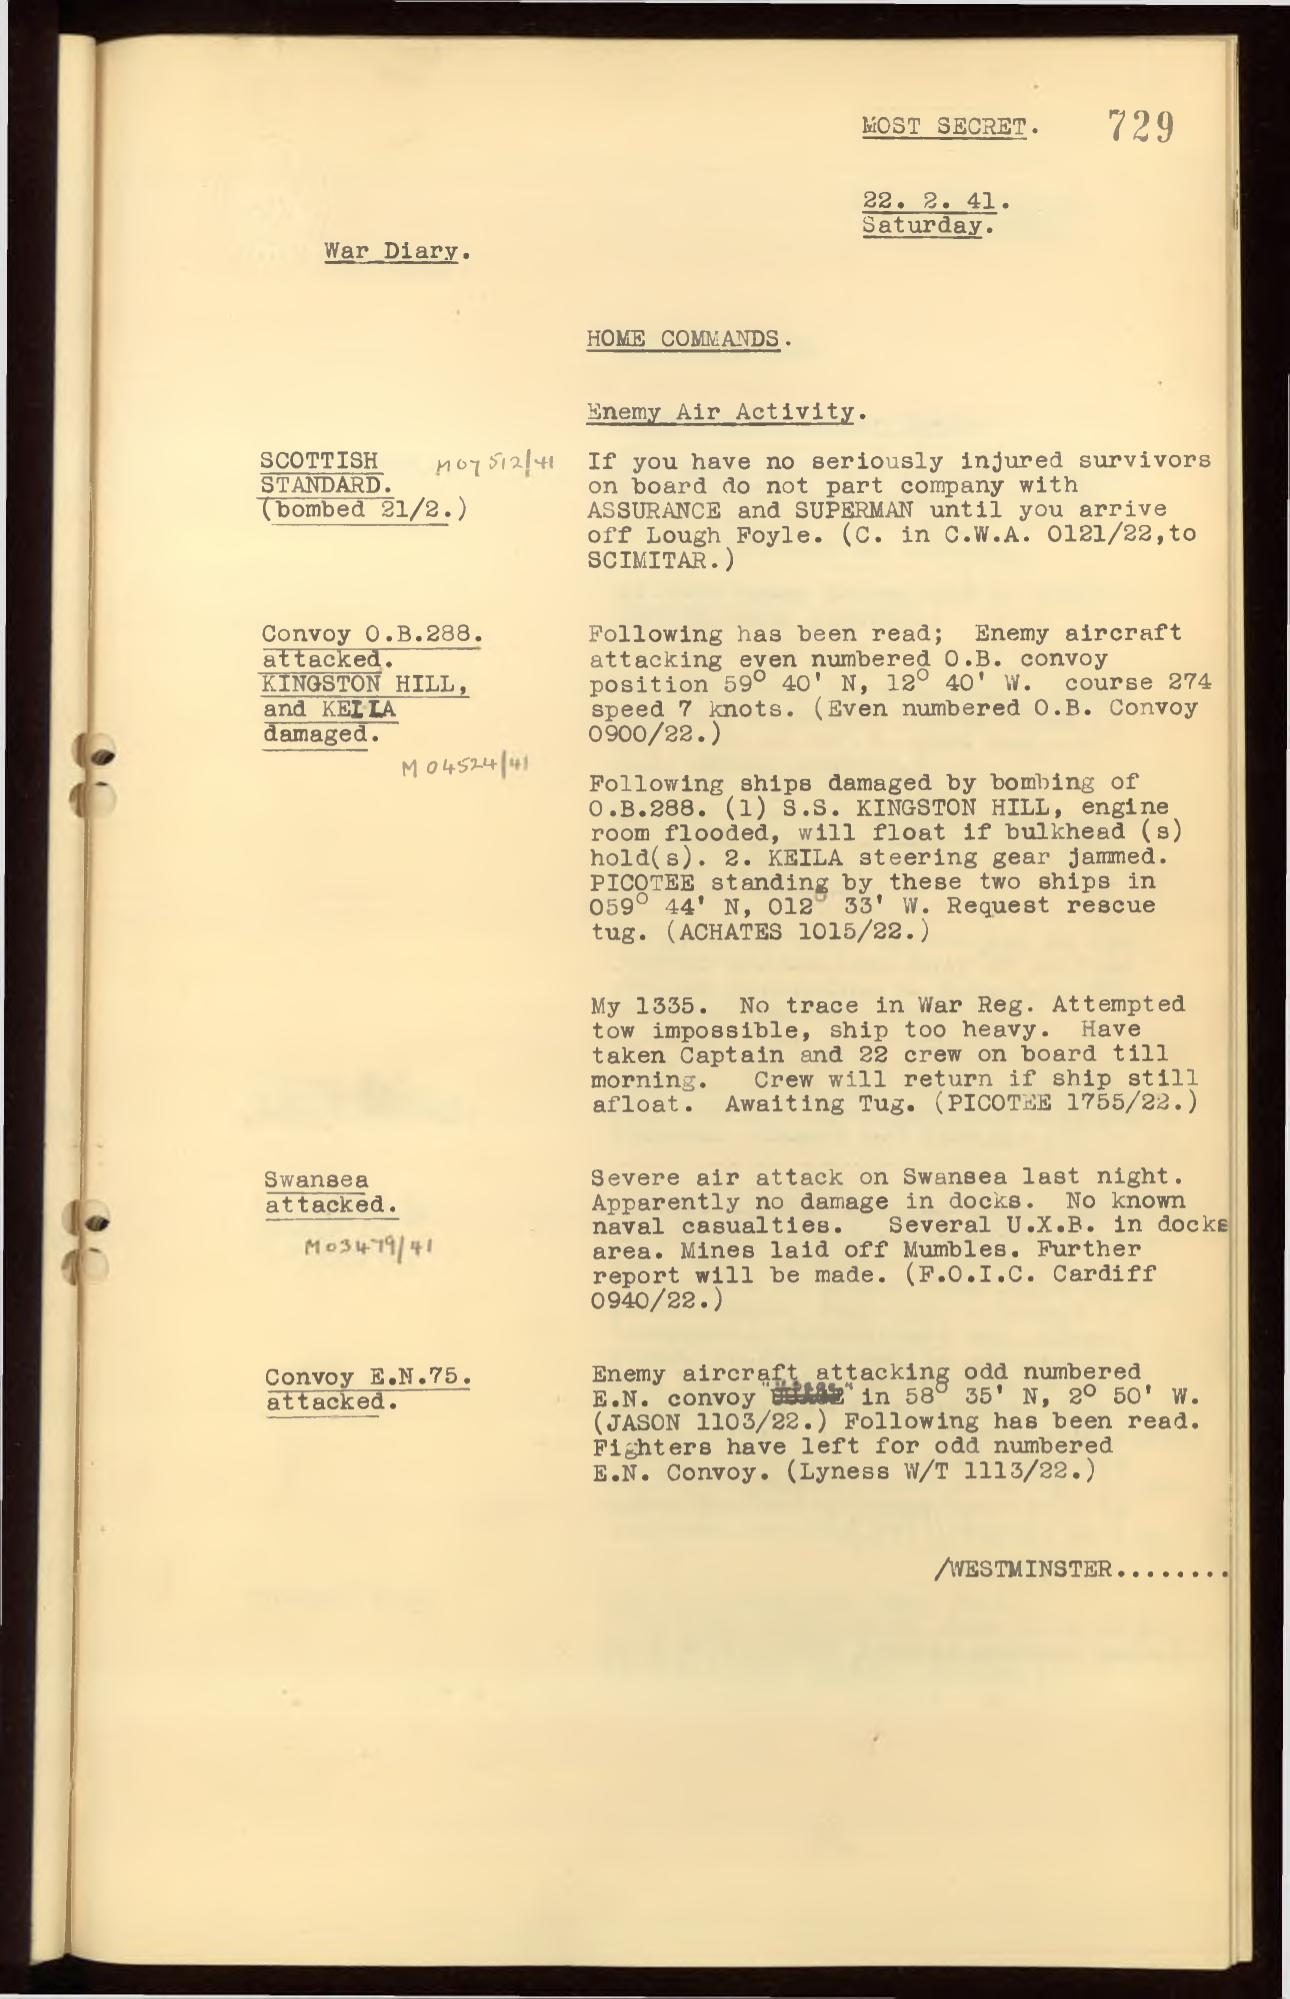 MOST SECRET. 729
22. 2. 41.
Saturday.
War Diary.
HOME COMMANDS.
Enemy Air Activity.
SCOTTISH M07512/41
STANDARD.
(bombed 21/2.)
If you have no seriously injured survivors
on board do not part company with
ASSURANCE and SUPERMAN until you arrive
off Lough Foyle. (C. in C.W.A. 0121/22,to
SCIMITAR.)
Convoy O.B.288.
attacked.
KINGSTON HILL,
and KEILA
damaged.
M 04524/41
Following has been read; Enemy aircraft
attacking even numbered O.B. convoy
position 59° 40' N, 12° 40' W. course 274
speed 7 knots. (Even numbered O.B. Convoy
0900/22.)
Following ships damaged by bombing of
O.B.288. (1) S.S. KINGSTON HILL, engine
room flooded, will float if bulkhead (s)
hold(s). 2. KEILA steering gear jammed.
PICOTEE standing by these two ships in
059° 44' N, 012° 33' W. Request rescue
tug. (ACHATES 1015/22.)
My 1335. No trace in War Reg. Attempted
tow impossible, ship too heavy. Have
taken Captain and 22 crew on board till
morning. Crew will return if ship still
afloat. Awaiting Tug. (PICOTEE 1755/22.)
Swansea
attacked.
M03479/41
Severe air attack on Swansea last night.
Apparently no damage in docks. No known
naval casualties. Several U.X.B. in docks
area. Mines laid off Mumbles. Further
report will be made. (F.O.I.C. Cardiff
0940/22.)
Convoy E.N.75.
attacked.
Enemy aircraft attacking odd numbered
E.N. convoy in 58° 35' N, 2° 50' W.
(JASON 1103/22.) Following has been read.
Fighters have left for odd numbered
E.N. Convoy. (Lyness W/T 1113/22.)
/WESTMINSTER........